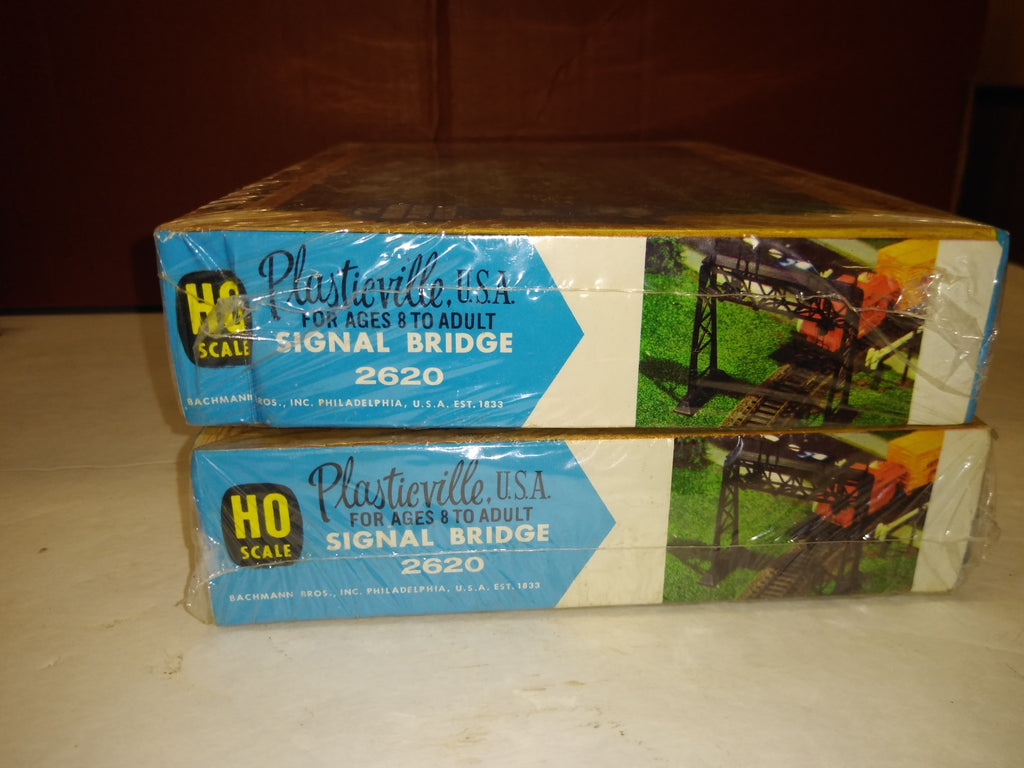 HO
SCALE
Plasticville, U.S.A.
FOR AGES 8 TO ADULT
SIGNAL BRIDGE
2620
BACHMANN BROS., INC. PHILADELPHIA, U.S.A. EST. 1833
HO
SCALE
Plasticville, U.S.A.
FOR AGES 8 TO ADULT
SIGNAL BRIDGE
2620
BACHMANN BROS., INC. PHILADELPHIA, U.S.A. EST. 1833